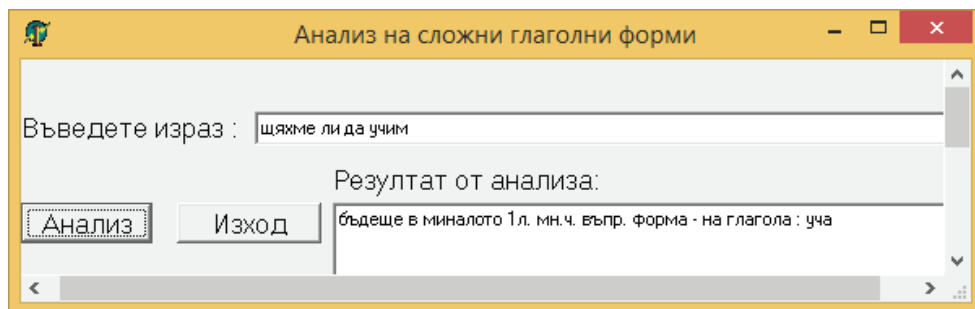 Анализ на сложни глаголни форми
Въведете израз : щяхме ли да учим
Резултат от анализа:
Анализ Изход бъдеще в миналото 1л. мн.ч. въпр. форма - на глагола : уча